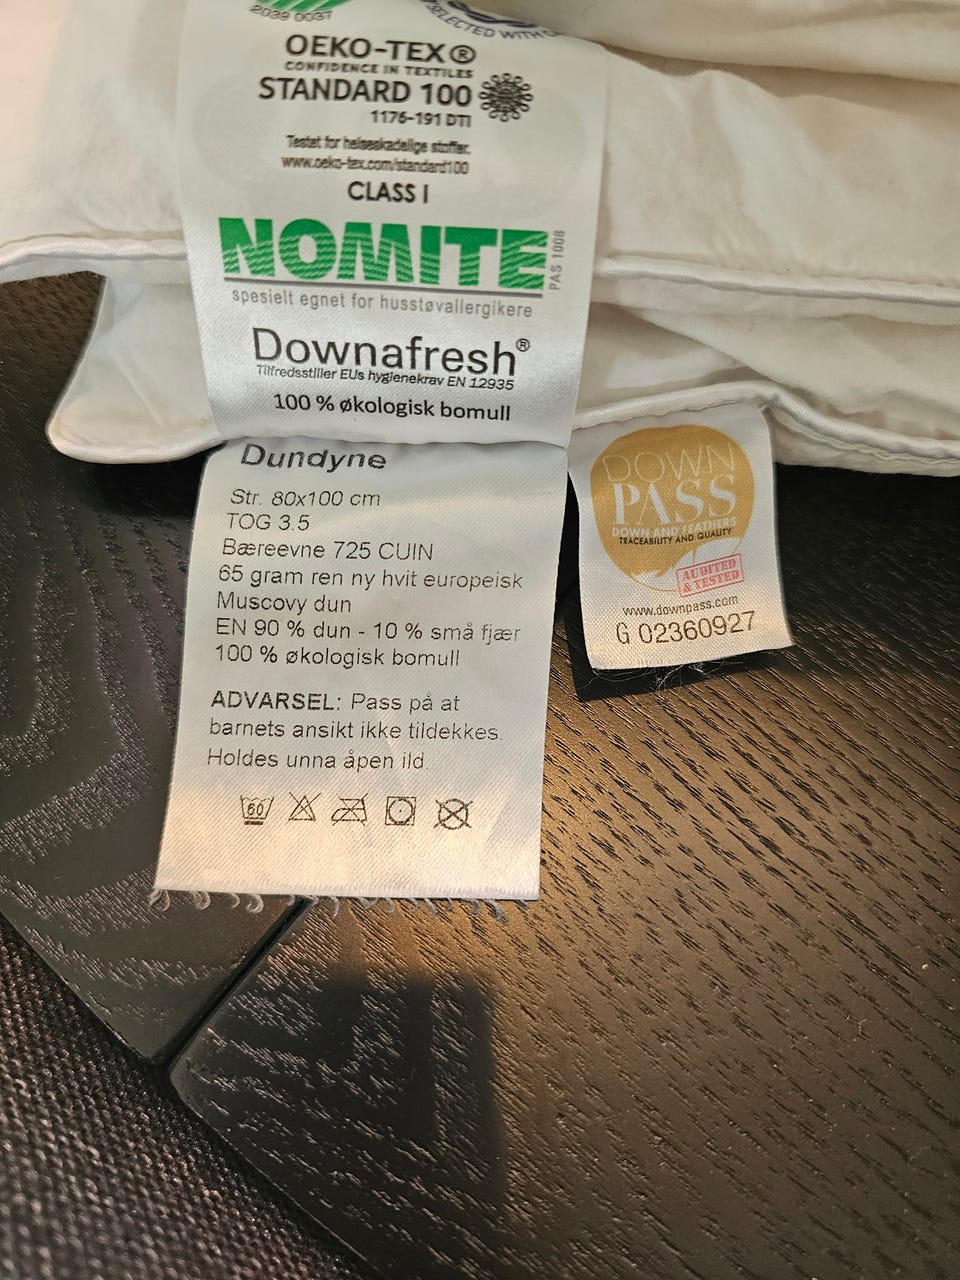 2039 0037
SELECTED WITH
OEKO-TEX®
CONFIDENCE IN TEXTILES
STANDARD 100
1176-191 DTI
Testet for helseskadelige stoffer.
www.oeko-tex.com/standard100
CLASS I
NOMITE
PAS 1008
spesielt egnet for husstøvallergikere
Downafresh®
Tilfredsstiller EUs hygienekrav EN 12935
100 % økologisk bomull
Dundyne
Str. 80x100 cm
TOG 3.5
Bæreevne 725 CUIN
65 gram ren ny hvit europeisk
Muscovy dun
EN 90 % dun - 10 % små fjær
100 % økologisk bomull
ADVARSEL: Pass på at
barnets ansikt ikke tildekkes.
Holdes unna åpen ild.
60
DOWN
PASS
DOWN AND FEATHERS
TRACEABILITY AND QUALITY
AUDITED
& TESTED
www.downpass.com
G 02360927